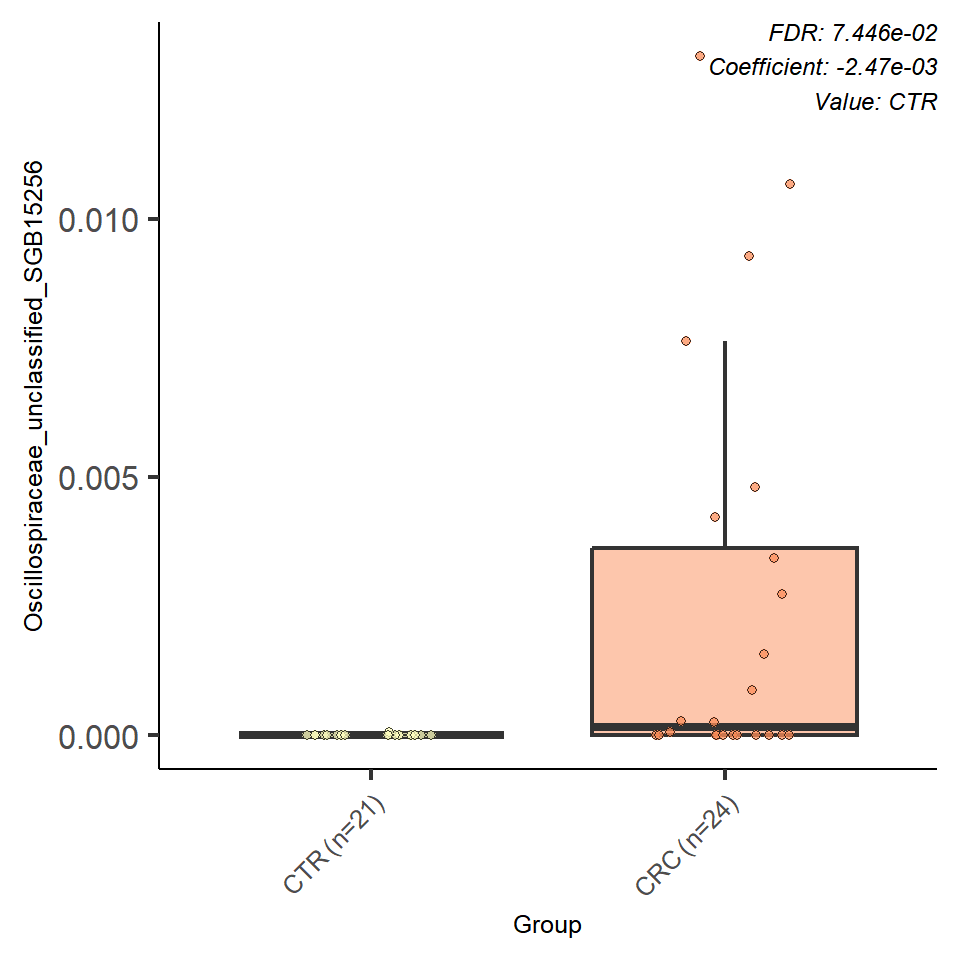 FDR: 7.446e-02
Coefficient: -2.47e-03
Value: CTR
Oscillospiraceae_unclassified_SGB15256
0.010
0.005
0.000
CTR (n=21)
CRC (n=24)
Group